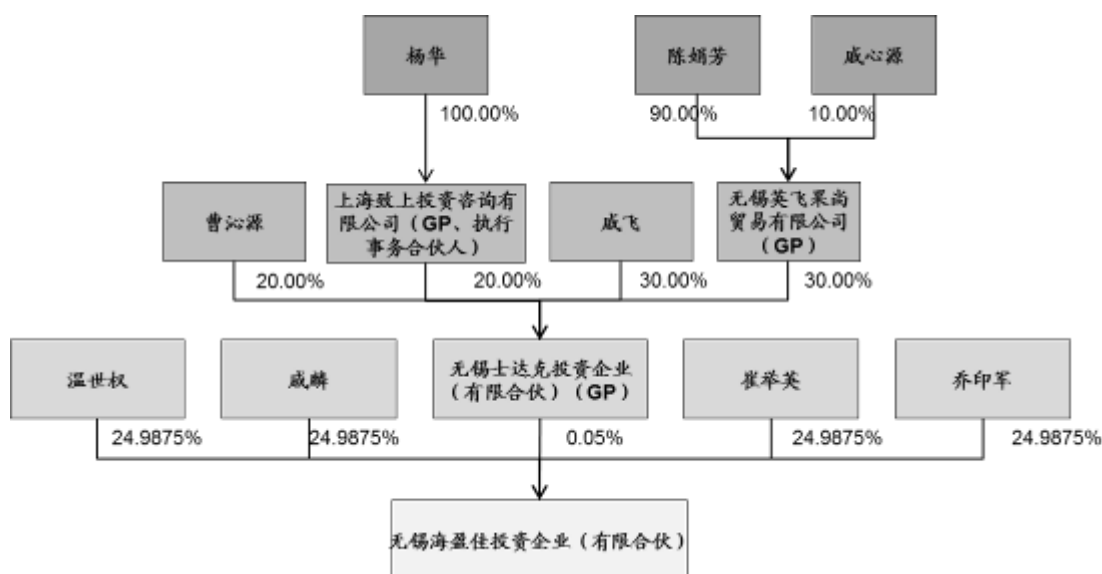 杨华
陈娟芳
戚心源
100.00%
90.00%
10.00%
曹沁源
上海致上投资咨询有
限公司（GP、执行
事务合伙人）
戚飞
无锡英飞果尚
贸易有限公司
（GP）
20.00%
20.00%
30.00%
30.00%
温世权
戚麟
无锡士达克投资企业
（有限合伙）（GP）
崔举英
乔印军
24.9875%
24.9875%
0.05%
24.9875%
24.9875%
无锡海盈佳投资企业（有限合伙）